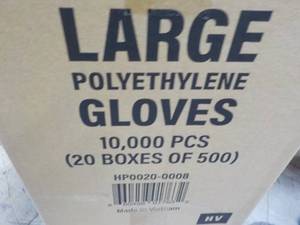 LARGE
POLYETHYLENE
GLOVES
10,000 PCS
(20 BOXES OF 500)
HP0020-0008
Made in Vietnam
HV